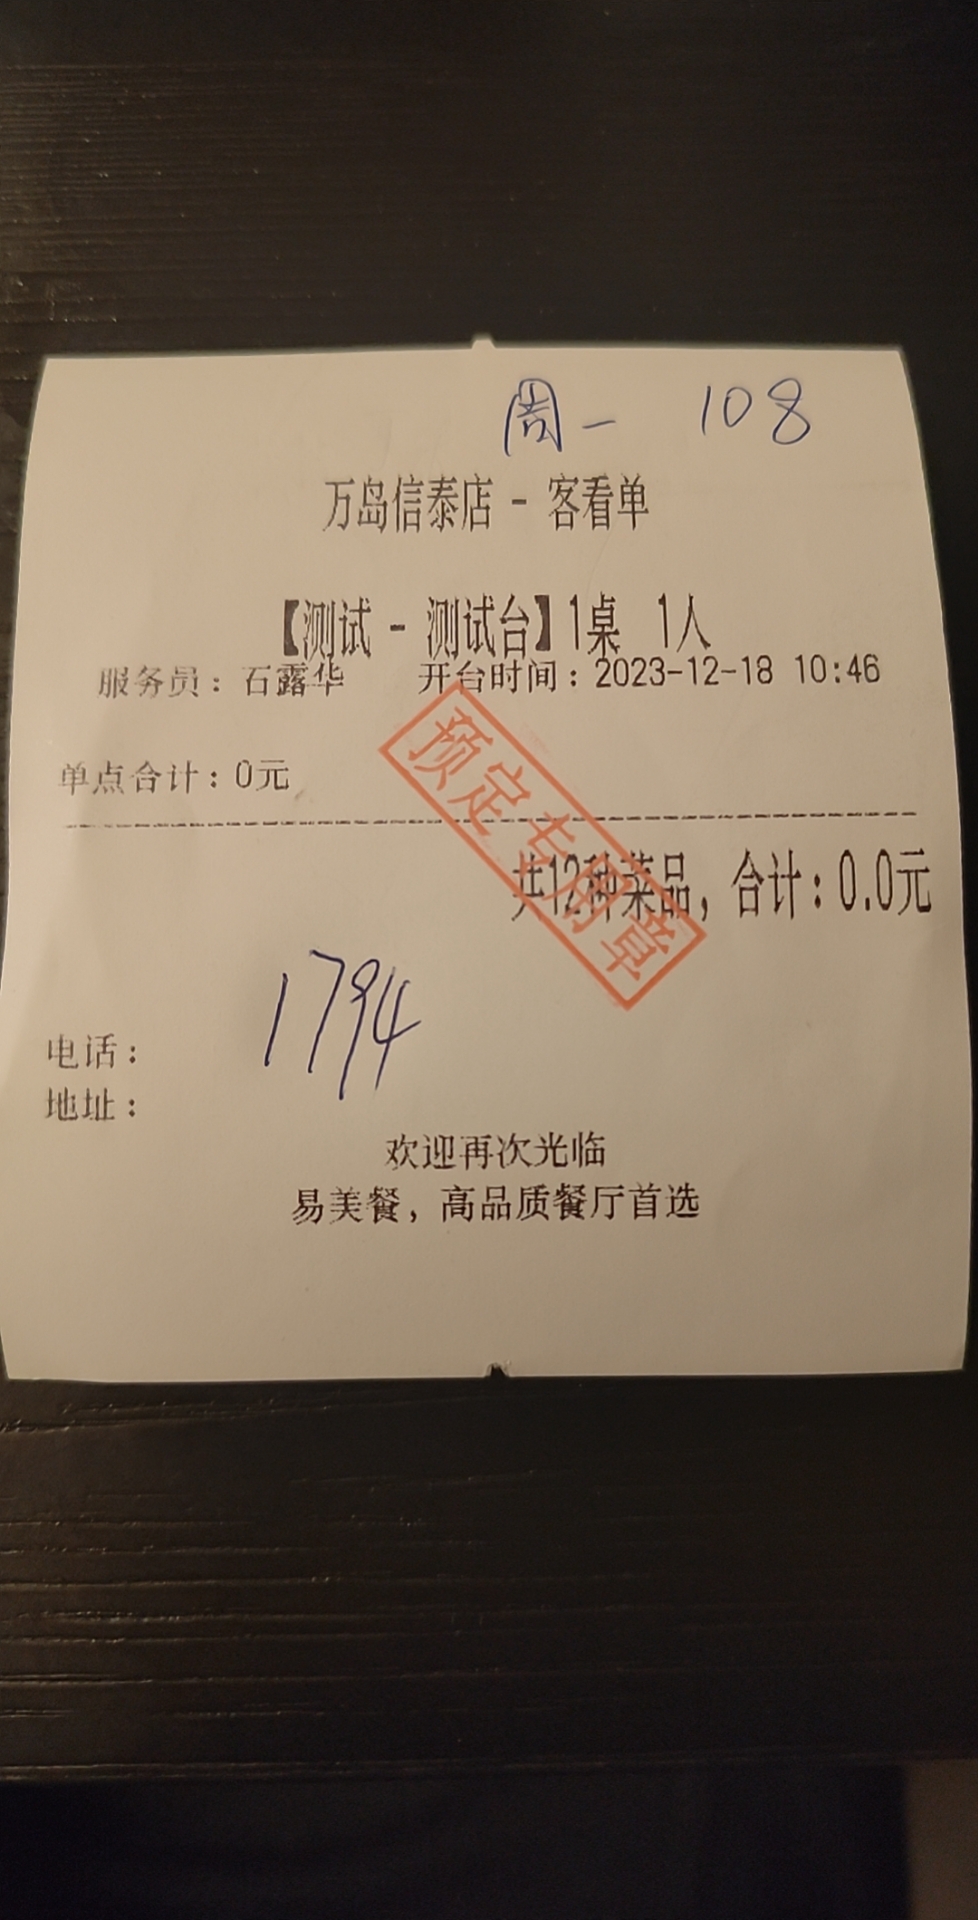 周一 108
万岛信泰店 - 客看单
【测试 - 测试台】1桌 1人
服务员：石露华 开台时间：2023-12-18 10:46
单点合计：0元
预定专用章
共12种菜品，合计：0.0元
1794
电话：
地址：
欢迎再次光临
易美餐，高品质餐厅首选